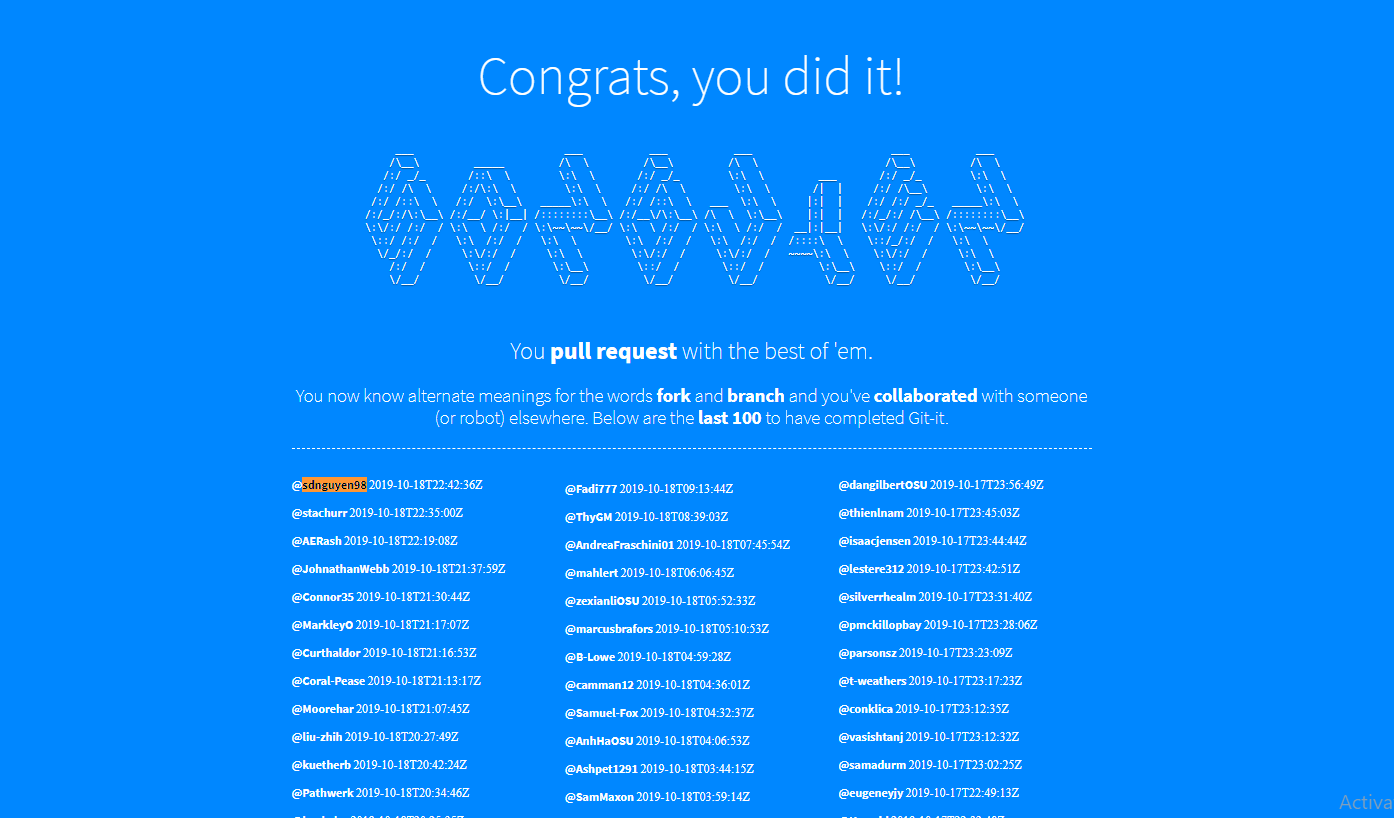 Congrats, you did it!
You pull request with the best of 'em.
You now know alternate meanings for the words fork and branch and you've collaborated with someone
(or robot) elsewhere. Below are the last 100 to have completed Git-it.
@sdnguyen98 2019-10-18T22:42:36Z
@stachurr 2019-10-18T22:35:00Z
@AERash 2019-10-18T22:19:08Z
@JohnathanWebb 2019-10-18T21:37:59Z
@Connor35 2019-10-18T21:30:44Z
@MarkleyO 2019-10-18T21:17:07Z
@Curthaldor 2019-10-18T21:16:53Z
@Coral-Pease 2019-10-18T21:13:17Z
@Moorehar 2019-10-18T21:07:45Z
@liu-zhih 2019-10-18T20:27:49Z
@kuetherb 2019-10-18T20:42:24Z
@Pathwerk 2019-10-18T20:34:46Z
@Fadi777 2019-10-18T09:13:44Z
@ThyGM 2019-10-18T08:39:03Z
@AndreaFraschini01 2019-10-18T07:45:54Z
@mahlert 2019-10-18T06:06:45Z
@zexianliOSU 2019-10-18T05:52:33Z
@marcusbrafors 2019-10-18T05:10:53Z
@B-Lowe 2019-10-18T04:59:28Z
@camman12 2019-10-18T04:36:01Z
@Samuel-Fox 2019-10-18T04:32:37Z
@AnhHaOSU 2019-10-18T04:06:53Z
@Ashpet1291 2019-10-18T03:44:15Z
@SamMaxon 2019-10-18T03:59:14Z
@dangilbertOSU 2019-10-17T23:56:49Z
@thienlnam 2019-10-17T23:45:03Z
@isaacjensen 2019-10-17T23:44:44Z
@lestere312 2019-10-17T23:42:51Z
@silverrhealm 2019-10-17T23:31:40Z
@pmckillopbay 2019-10-17T23:28:06Z
@parsonsz 2019-10-17T23:23:09Z
@t-weathers 2019-10-17T23:17:23Z
@conklica 2019-10-17T23:12:35Z
@vasishtanj 2019-10-17T23:12:32Z
@samadurm 2019-10-17T23:02:25Z
@eugeneyjy 2019-10-17T22:49:13Z
Activa